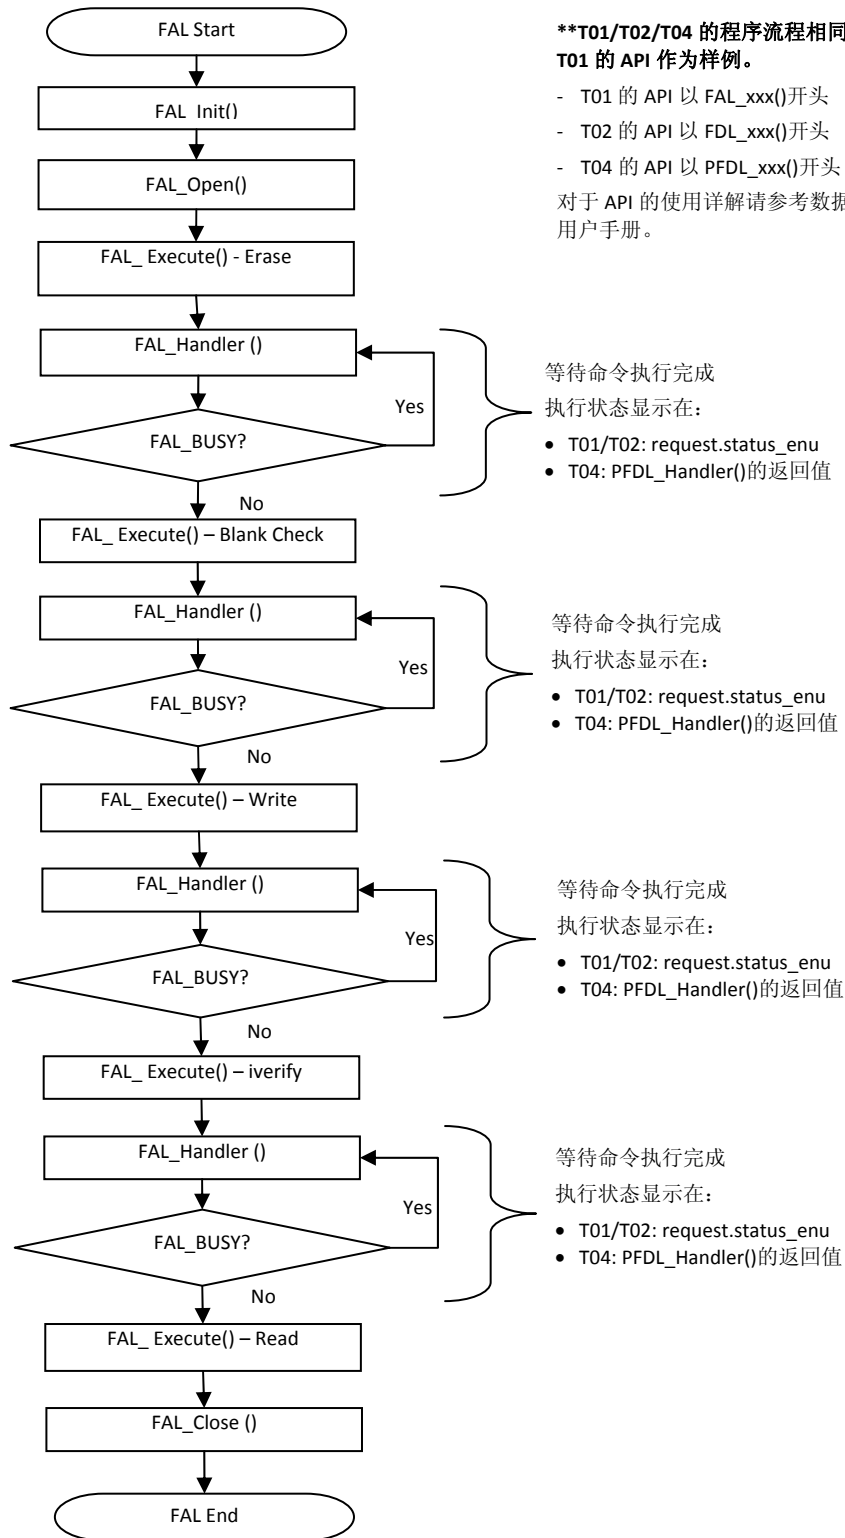 FAL Start
**T01/T02/T04 的程序流程相同
T01 的 API 作为样例。
- T01 的 API 以 FAL_xxx()开头
- T02 的 API 以 FDL_xxx()开头
- T04 的 API 以 PFDL_xxx()开头
对于 API 的使用详解请参考数据
用户手册。
FAL_Init()
FAL_Open()
FAL_ Execute() - Erase
FAL_Handler ()
Yes
FAL_BUSY?
No
等待命令执行完成
执行状态显示在：
• T01/T02: request.status_enu
• T04: PFDL_Handler()的返回值
FAL_ Execute() – Blank Check
FAL_Handler ()
Yes
FAL_BUSY?
No
等待命令执行完成
执行状态显示在：
• T01/T02: request.status_enu
• T04: PFDL_Handler()的返回值
FAL_ Execute() – Write
FAL_Handler ()
Yes
FAL_BUSY?
No
等待命令执行完成
执行状态显示在：
• T01/T02: request.status_enu
• T04: PFDL_Handler()的返回值
FAL_ Execute() – iverify
FAL_Handler ()
Yes
FAL_BUSY?
No
等待命令执行完成
执行状态显示在：
• T01/T02: request.status_enu
• T04: PFDL_Handler()的返回值
FAL_ Execute() – Read
FAL_Close ()
FAL End